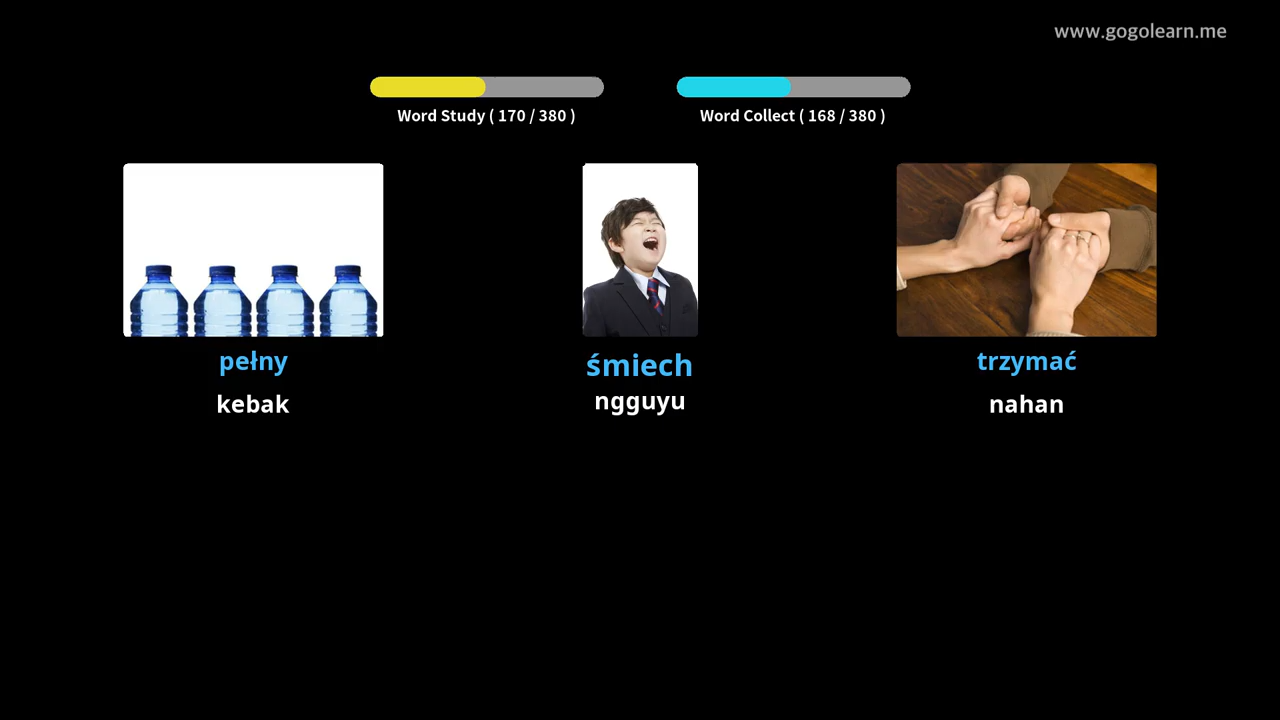 www.gogolearn.me
Word Study ( 170 / 380 )
Word Collect ( 168 / 380 )
pełny
śmiech
trzymać
kebak
ngguyu
nahan